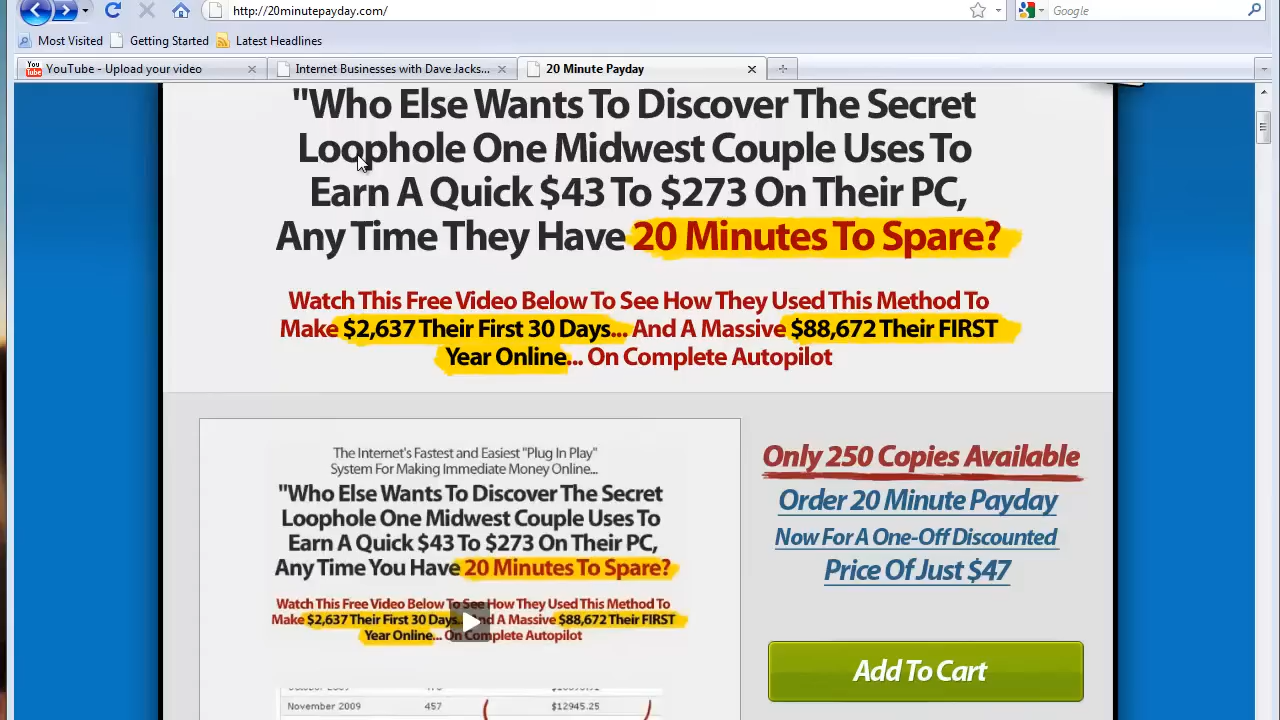 http://20minutepayday.com/
Google
Most Visited
Getting Started
Latest Headlines
YouTube - Upload your video
Internet Businesses with Dave Jacks...
20 Minute Payday
"Who Else Wants To Discover The Secret
Loophole One Midwest Couple Uses To
Earn A Quick $43 To $273 On Their PC,
Any Time They Have 20 Minutes To Spare?
Watch This Free Video Below To See How They Used This Method To
Make $2,637 Their First 30 Days... And A Massive $88,672 Their FIRST
Year Online... On Complete Autopilot
The Internet's Fastest and Easiest "Plug In Play"
System For Making Immediate Money Online...
"Who Else Wants To Discover The Secret
Loophole One Midwest Couple Uses To
Earn A Quick $43 To $273 On Their PC,
Any Time You Have 20 Minutes To Spare?
Watch This Free Video Below To See How They Used This Method To
Make $2,637 Their First 30 Days... And A Massive $88,672 Their FIRST
Year Online... On Complete Autopilot
November 2009 457 $12945.25
Only 250 Copies Available
Order 20 Minute Payday
Now For A One-Off Discounted
Price Of Just $47
Add To Cart